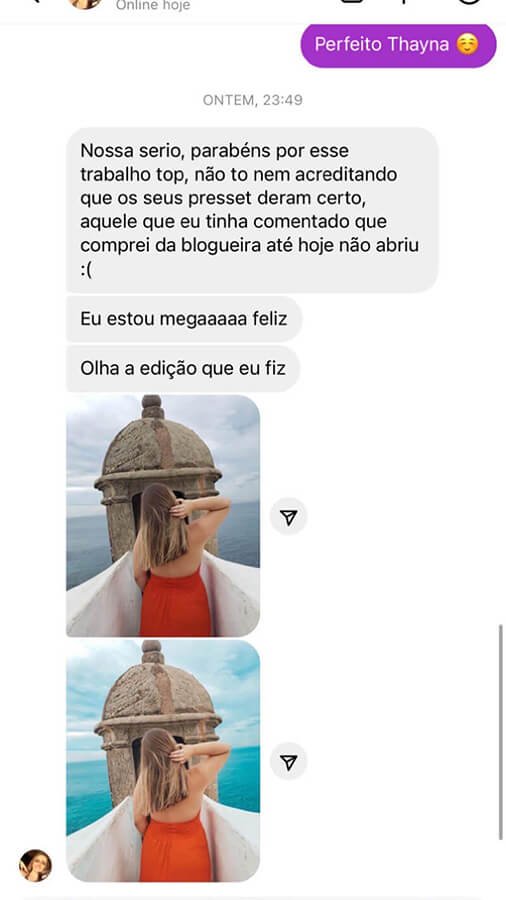 Online hoje
Perfeito Thayna ☺️
ONTEM, 23:49
Nossa serio, parabéns por esse
trabalho top, não to nem acreditando
que os seus presset deram certo,
aquele que eu tinha comentado que
comprei da blogueira até hoje não abriu
:(
Eu estou megaaaaa feliz
Olha a edição que eu fiz